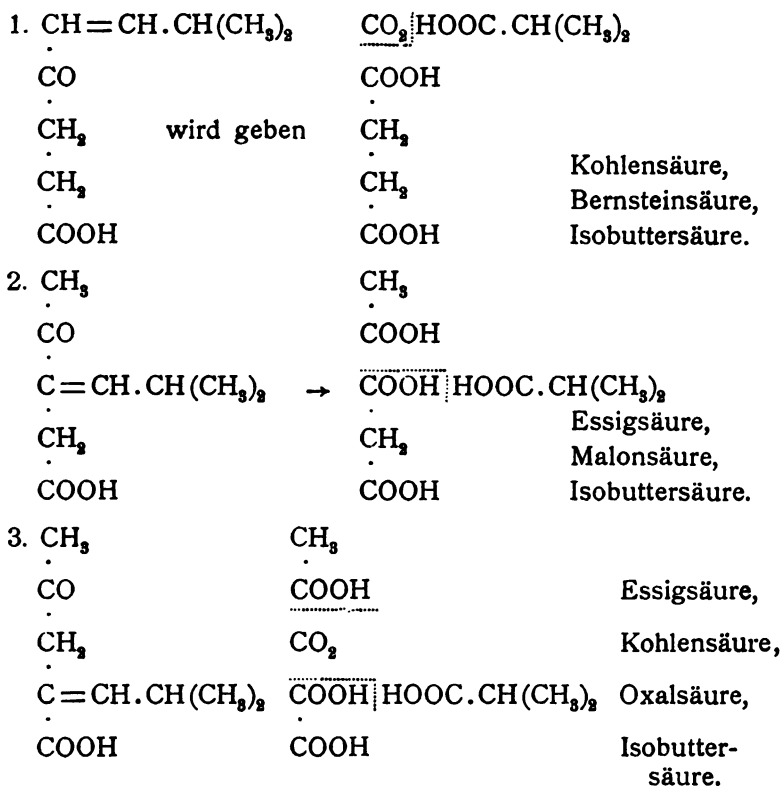 1. CH=CH.CH(CH₃)₂ CO₂ HOOC.CH(CH₃)₂
CO COOH
CH₂ wird geben CH₂
Kohlensäure,
CH₂ CH₂
Bernsteinsäure,
COOH COOH Isobuttersäure.
2. CH₃ CH₃
CO COOH
C=CH.CH(CH₃)₂ → COOH HOOC.CH(CH₃)₂
Essigsäure,
CH₂ CH₂
Malonsäure,
COOH COOH Isobuttersäure.
3. CH₃ CH₃
CO COOH Essigsäure,
CH₂ CO₂ Kohlensäure,
C=CH.CH(CH₃)₂ COOH HOOC.CH(CH₃)₂ Oxalsäure,
COOH COOH Isobutter-
säure.